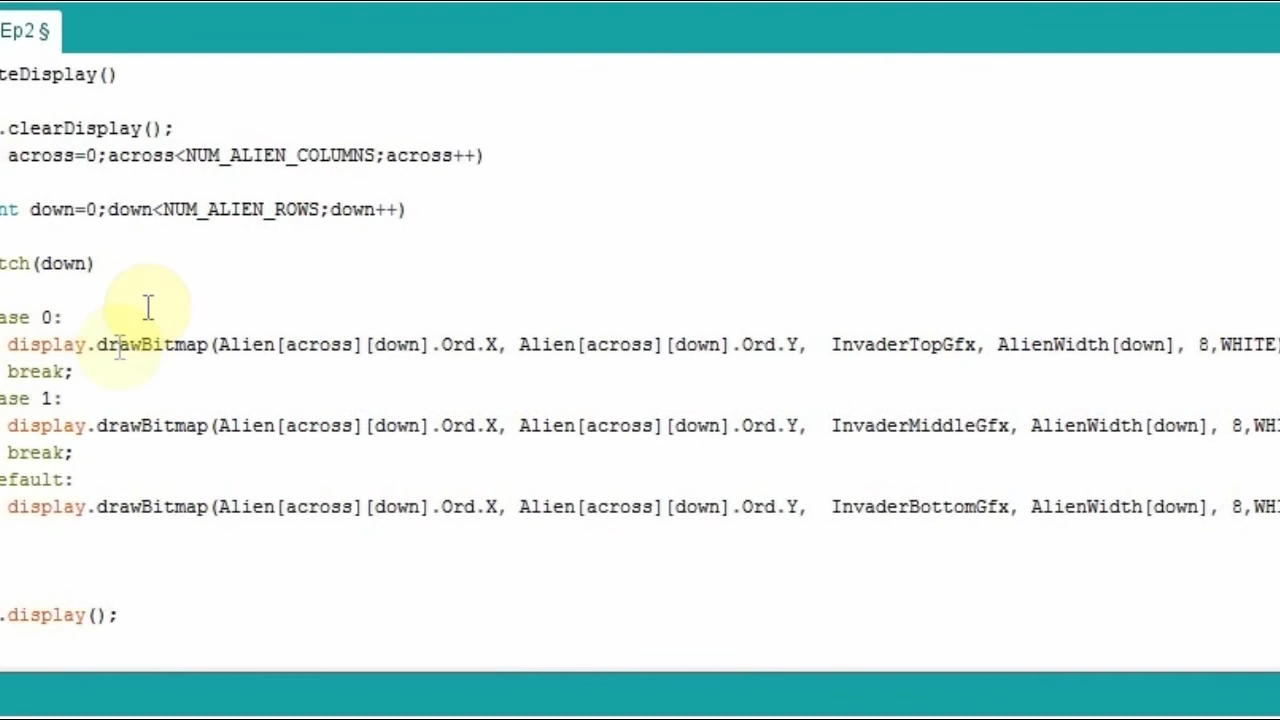 Ep2 §
teDisplay()
.clearDisplay();
across=0;across<NUM_ALIEN_COLUMNS;across++)
nt down=0;down<NUM_ALIEN_ROWS;down++)
tch(down)
ase 0:
display.drawBitmap(Alien[across][down].Ord.X, Alien[across][down].Ord.Y, InvaderTopGfx, AlienWidth[down], 8,WHITE)
break;
ase 1:
display.drawBitmap(Alien[across][down].Ord.X, Alien[across][down].Ord.Y, InvaderMiddleGfx, AlienWidth[down], 8,WHI
break;
efault:
display.drawBitmap(Alien[across][down].Ord.X, Alien[across][down].Ord.Y, InvaderBottomGfx, AlienWidth[down], 8,WHI
.display();